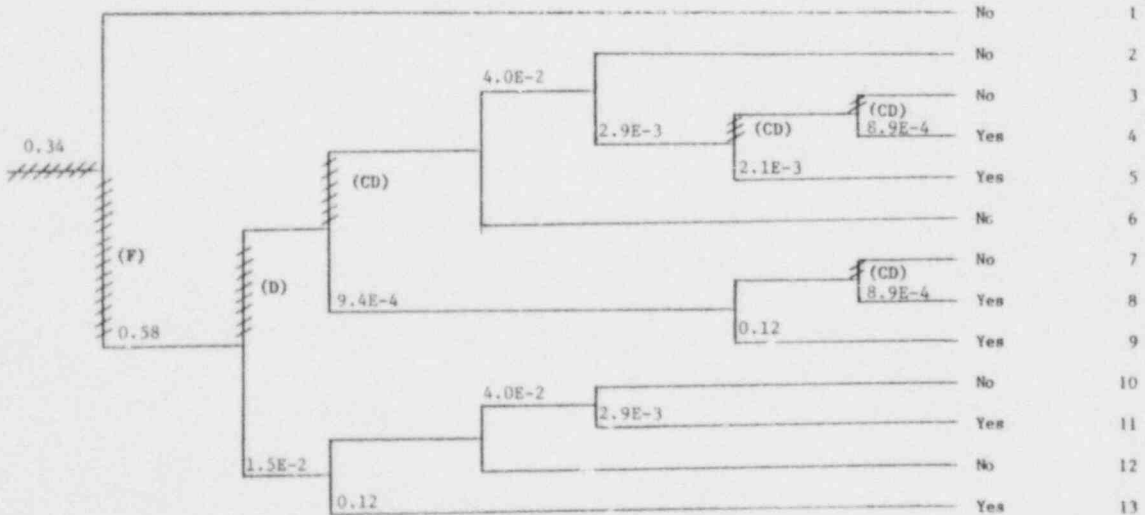 No 1
No 2
4.0E-2
No 3
(CD)
0.34
2.9E-3
(CD)
8.9E-4
Yes 4
2.1E-3
Yes 5
(CD)
No 6
(F)
No 7
(D)
(CD)
9.4E-4
8.9E-4
Yes 8
0.58
0.12
Yes 9
4.0E-2
No 10
2.9E-3
Yes 11
1.5E-2
No 12
0.12
Yes 13